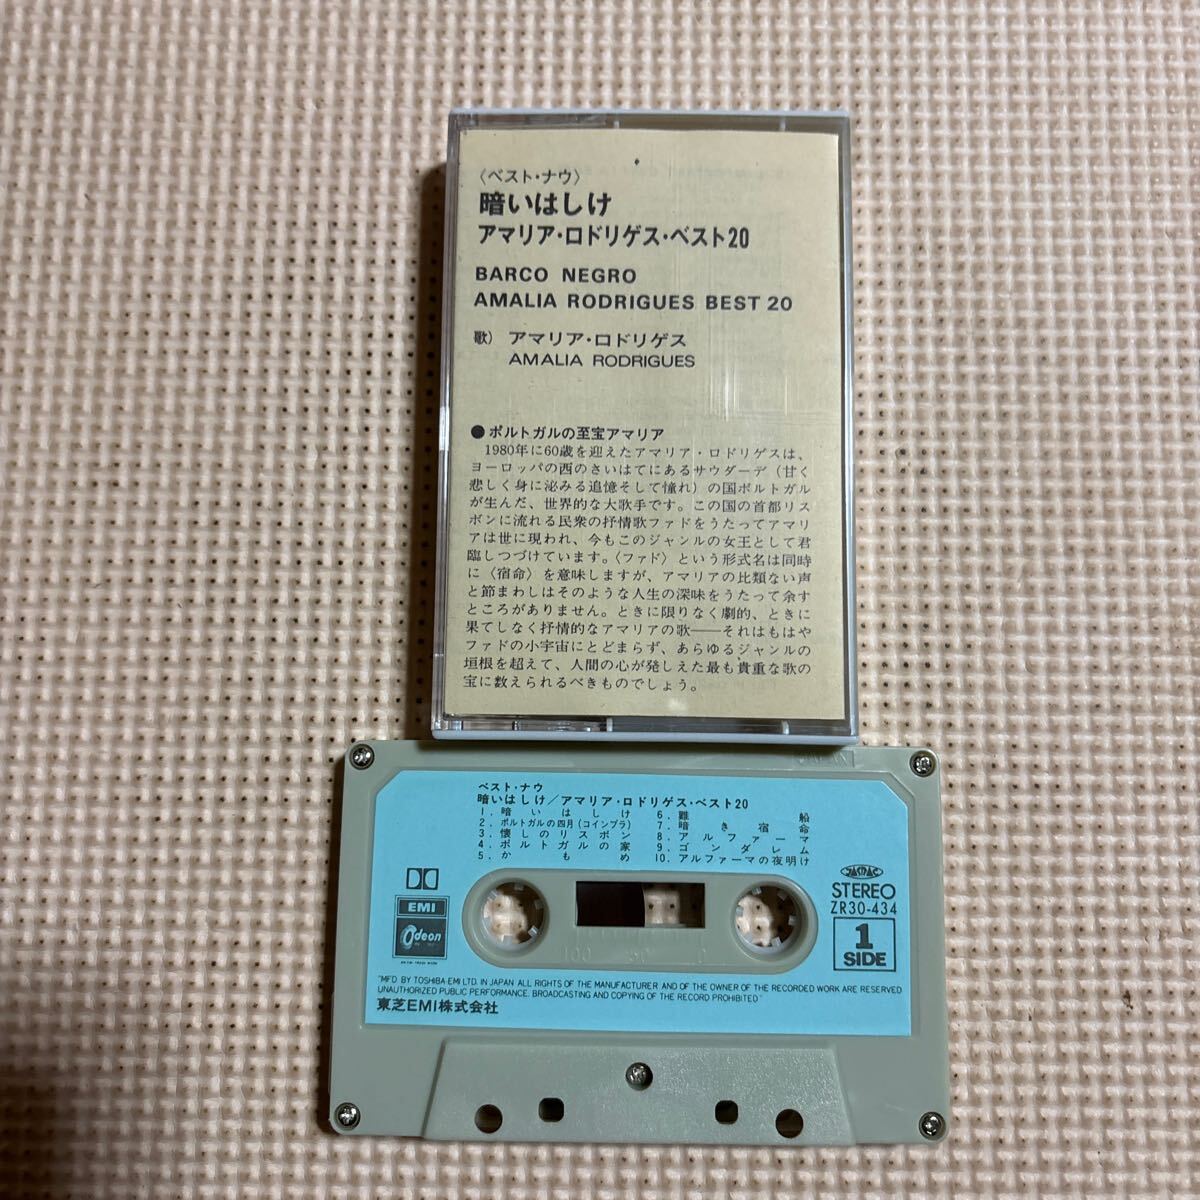 〈ベスト・ナウ〉
暗いはしけ
アマリア・ロドリゲス・ベスト20
BARCO NEGRO
AMALIA RODRIGUES BEST 20
歌) アマリア・ロドリゲス
AMALIA RODRIGUES
●ポルトガルの至宝アマリア
1980年に60歳を迎えたアマリア・ロドリゲスは、
ヨーロッパの西のさいはてにあるサウダーデ(甘く
悲しく身に泌みる追憶そして憧れ)の国ポルトガル
が生んだ、世界的な大歌手です。この国の首都リス
ボンに流れる民衆の抒情歌ファドをうたってアマリ
アは世に現われ、今もこのジャンルの女王として君
臨しつづけています。〈ファド〉という形式名は同時
に〈宿命〉を意味しますが、アマリアの比類ない声
と節まわしはそのような人生の深味をうたって余す
ところがありません。ときに限りなく劇的、ときに
果てしなく抒情的なアマリアの歌——それはもはや
ファドの小宇宙にとどまらず、あらゆるジャンルの
垣根を超えて、人間の心が発しえた最も貴重な歌の
宝に数えられるべきものでしょう。
ベスト・ナウ
暗いはしけ/アマリア・ロドリゲス・ベスト20
1. 暗いはしけ
2. ポルトガルの四月(コインブラ)
3. 懐しのリスボン
4. ポルトガルの家
5. かもめ
6. 難船
7. 暗き宿命
8. アルファーマ
9. ゴンダレム
10. アルファーマの夜明け
JASRAC
STEREO
ZR30-434
1
SIDE
EMI
Odeon
100 50
"MF'D BY TOSHIBA-EMI LTD. IN JAPAN ALL RIGHTS OF THE MANUFACTURER AND OF THE OWNER OF THE RECORDED WORK ARE RESERVED
UNAUTHORIZED PUBLIC PERFORMANCE. BROADCASTING AND COPYING OF THE RECORD PROHIBITED"
東芝EMI株式会社